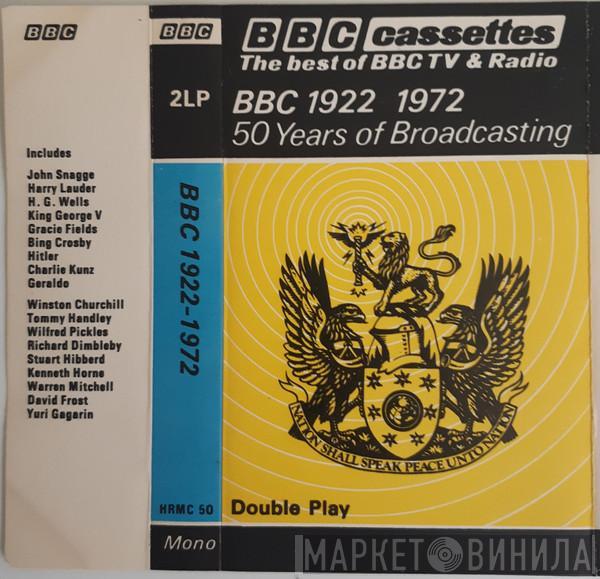 BBC
Includes
John Snagge
Harry Lauder
H. G. Wells
King George V
Gracie Fields
Bing Crosby
Hitler
Charlie Kunz
Geraldo
Winston Churchill
Tommy Handley
Wilfred Pickles
Richard Dimbleby
Stuart Hibberd
Kenneth Horne
Warren Mitchell
David Frost
Yuri Gagarin
BBC
2LP
BBC 1922-1972
HRMC 50
Mono
BBC cassettes
The best of BBC TV & Radio
BBC 1922 1972
50 Years of Broadcasting
NATION SHALL SPEAK PEACE UNTO NATION
Double Play
МАРКЕТ ВИНИЛА